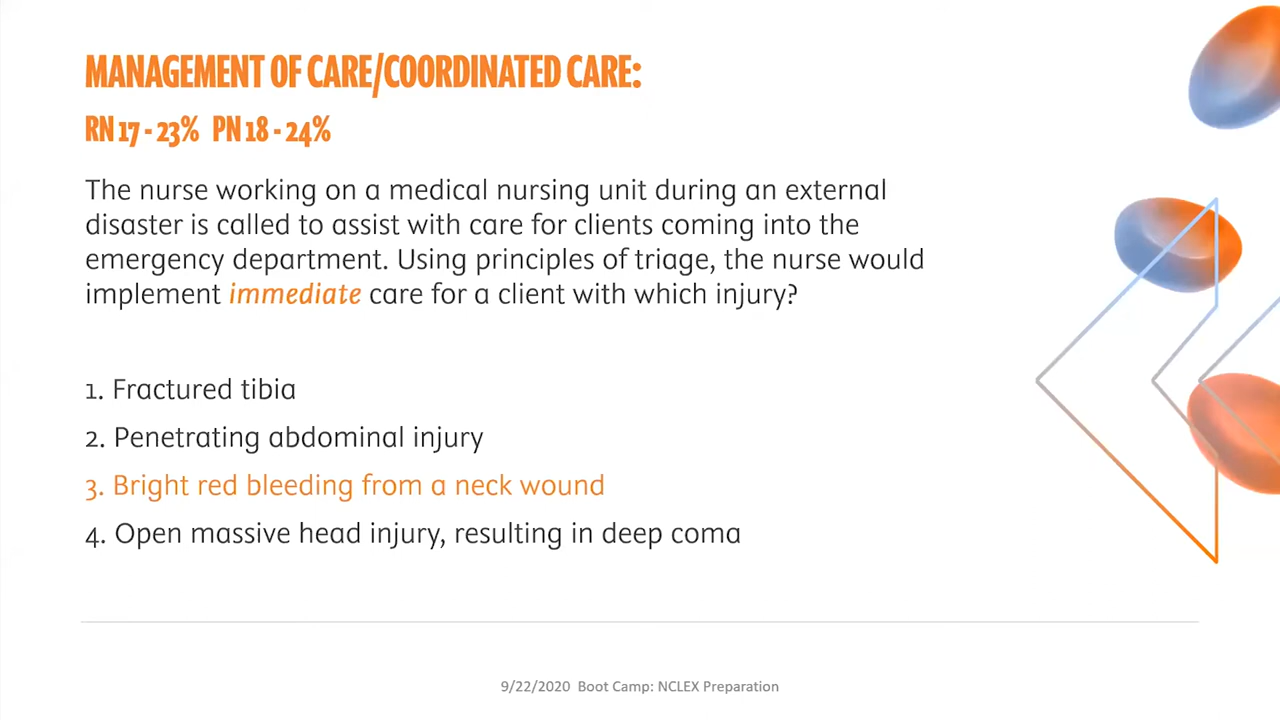 MANAGEMENT OF CARE/COORDINATED CARE:
RN 17 - 23% PN 18 - 24%
The nurse working on a medical nursing unit during an external
disaster is called to assist with care for clients coming into the
emergency department. Using principles of triage, the nurse would
implement immediate care for a client with which injury?
1. Fractured tibia
2. Penetrating abdominal injury
3. Bright red bleeding from a neck wound
4. Open massive head injury, resulting in deep coma
9/22/2020 Boot Camp: NCLEX Preparation